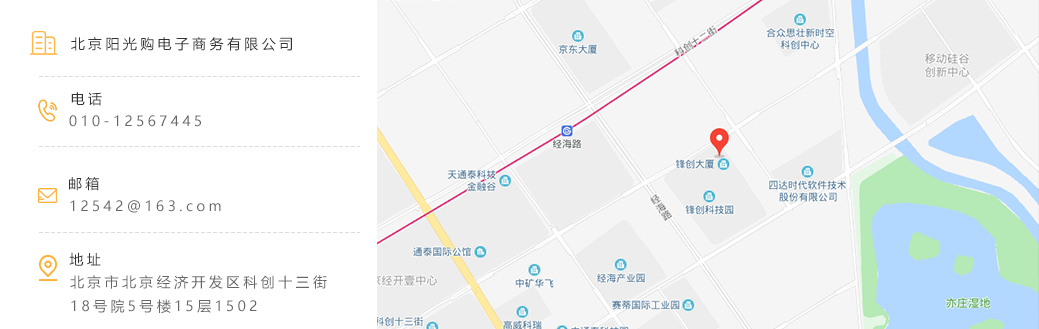 北京阳光购电子商务有限公司
电话
010-12567445
邮箱
12542@163.com
地址
北京市北京经济开发区科创十三街
18号院5号楼15层1502
合众思壮新时空
科创中心
京东大厦
科创十二街
移动硅谷
创新中心
经海路
锋创大厦
天通泰科技
金融谷
四达时代软件技术
股份有限公司
锋创科技园
经海路
通泰国际公馆
经海产业园
中矿华飞
经开壹中心
赛蒂国际工业园
亦庄湿地
高威科瑞
科创十三街